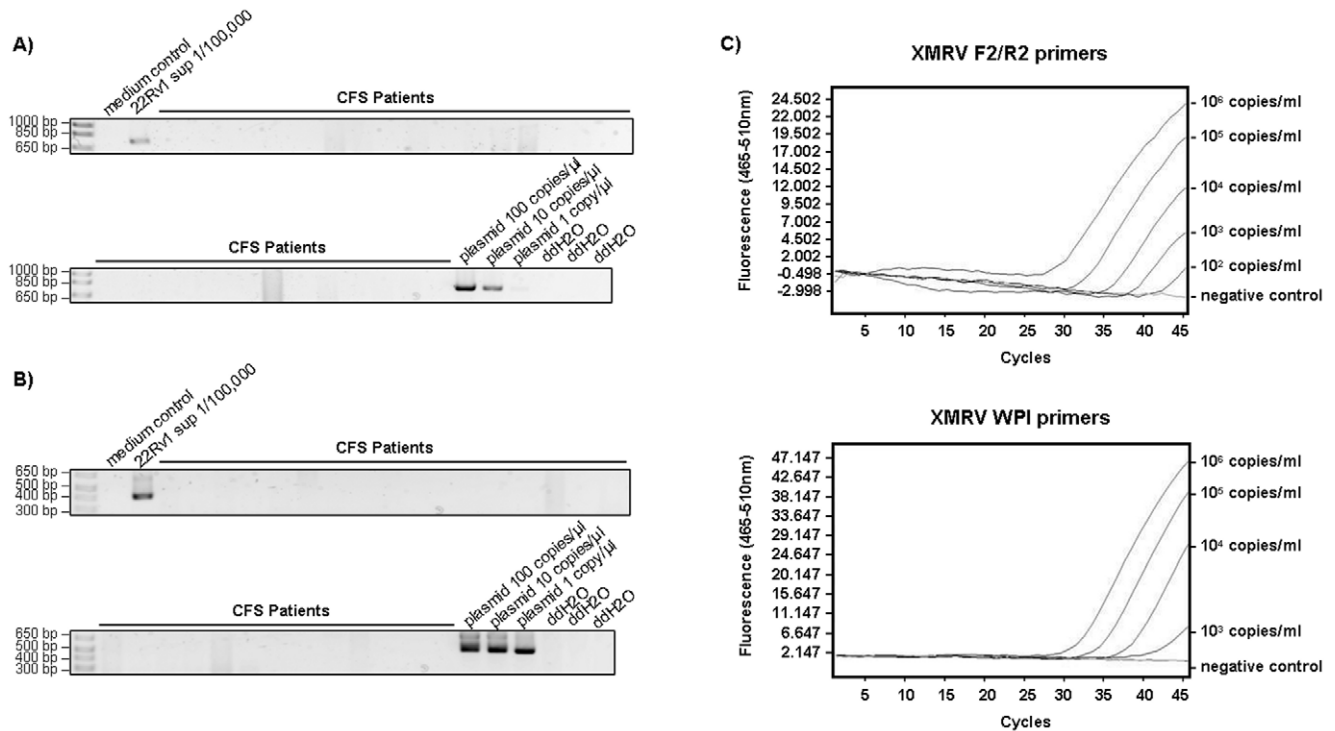 A)
medium control
22Rv1 sup 1/100,000
CFS Patients
1000 bp
850 bp
650 bp
CFS Patients
plasmid 100 copies/µl
plasmid 10 copies/µl
plasmid 1 copy/µl
ddH2O
ddH2O
ddH2O
1000 bp
850 bp
650 bp
B)
medium control
22Rv1 sup 1/100,000
CFS Patients
650 bp
500 bp
400 bp
300 bp
CFS Patients
plasmid 100 copies/µl
plasmid 10 copies/µl
plasmid 1 copy/µl
ddH2O
ddH2O
ddH2O
650 bp
500 bp
400 bp
300 bp
C)
XMRV F2/R2 primers
Fluorescence (465-510nm)
24.502
22.002
19.502
17.002
14.502
12.002
9.502
7.002
4.502
2.002
-0.498
-2.998
10⁶ copies/ml
10⁵ copies/ml
10⁴ copies/ml
10³ copies/ml
10² copies/ml
negative control
5 10 15 20 25 30 35 40 45
Cycles
XMRV WPI primers
Fluorescence (465-510nm)
47.147
42.647
38.147
33.647
29.147
24.647
20.147
15.647
11.147
6.647
2.147
10⁶ copies/ml
10⁵ copies/ml
10⁴ copies/ml
10³ copies/ml
negative control
5 10 15 20 25 30 35 40 45
Cycles